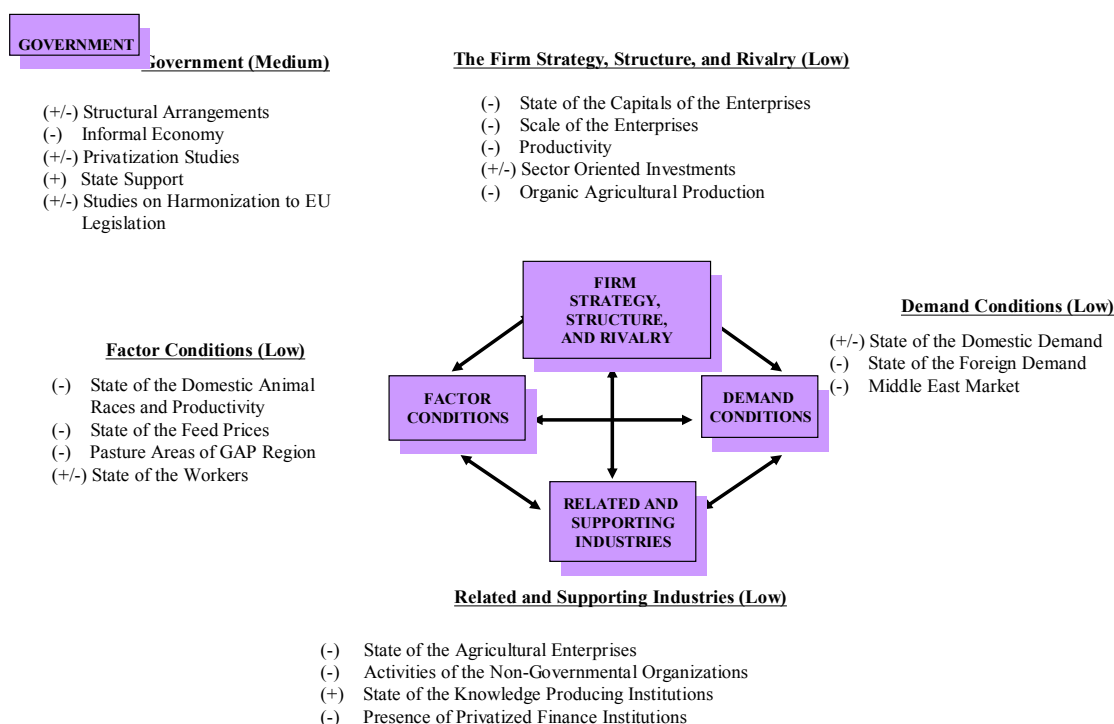 GOVERNMENT
Government (Medium)
(+/-) Structural Arrangements
(-) Informal Economy
(+/-) Privatization Studies
(+) State Support
(+/-) Studies on Harmonization to EU
Legislation
The Firm Strategy, Structure, and Rivalry (Low)
(-) State of the Capitals of the Enterprises
(-) Scale of the Enterprises
(-) Productivity
(+/-) Sector Oriented Investments
(-) Organic Agricultural Production
FIRM
STRATEGY,
STRUCTURE,
AND RIVALRY
Demand Conditions (Low)
(+/-) State of the Domestic Demand
(-) State of the Foreign Demand
(-) Middle East Market
Factor Conditions (Low)
(-) State of the Domestic Animal
Races and Productivity
(-) State of the Feed Prices
(-) Pasture Areas of GAP Region
(+/-) State of the Workers
FACTOR
CONDITIONS
DEMAND
CONDITIONS
RELATED AND
SUPPORTING
INDUSTRIES
Related and Supporting Industries (Low)
(-) State of the Agricultural Enterprises
(-) Activities of the Non-Governmental Organizations
(+) State of the Knowledge Producing Institutions
(-) Presence of Privatized Finance Institutions